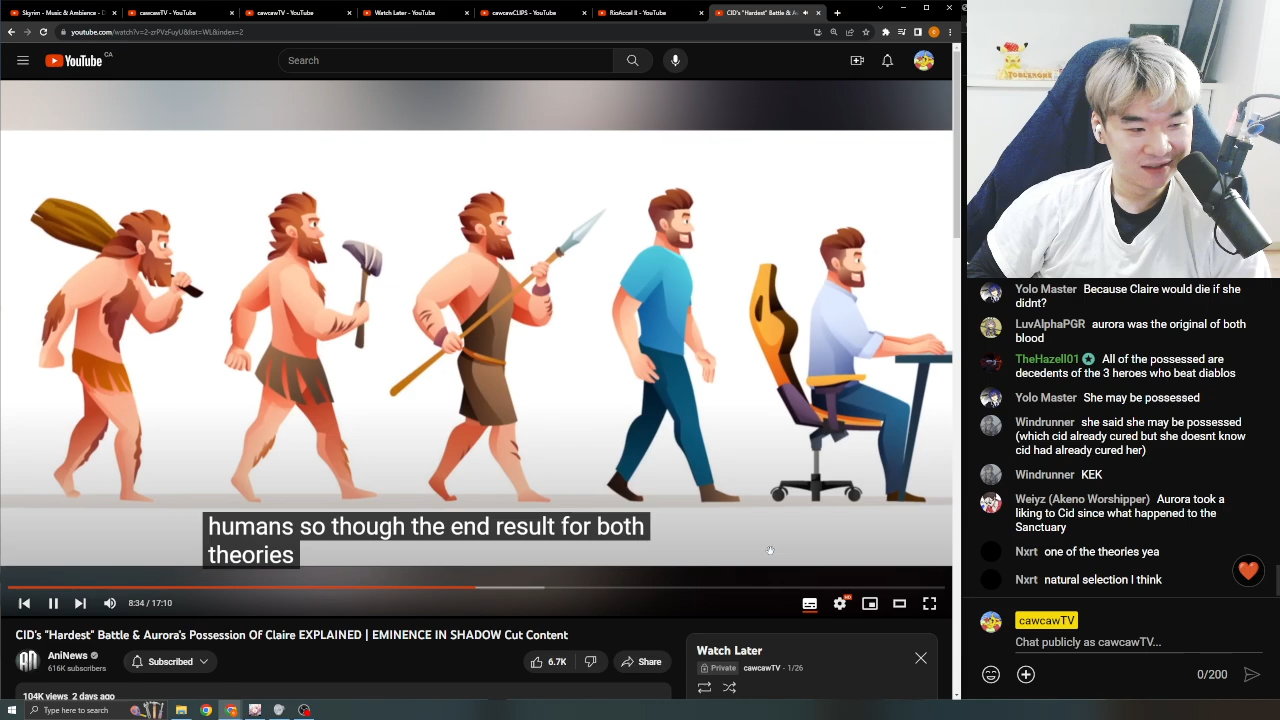 Skyrim - Music & Ambience - D
cawcawTV - YouTube
cawcawTV - YouTube
Watch Later - YouTube
cawcawCLIPS - YouTube
RioAccel II - YouTube
CID's "Hardest" Battle & A
youtube.com/watch?v=2-zrPVzFuyU&list=WL&index=2
YouTube CA
Search
TOBLERONE
humans so though the end result for both
theories
8:34 / 17:10
HD
CID's "Hardest" Battle & Aurora's Possession Of Claire EXPLAINED | EMINENCE IN SHADOW Cut Content
AN
AniNews
616K subscribers
Subscribed
6.7K
Share
104K views 2 days ago
Watch Later
Private cawcawTV - 1/26
Yolo Master Because Claire would die if she
didnt?
LuvAlphaPGR aurora was the original of both
blood
TheHazell01 All of the possessed are
decedents of the 3 heroes who beat diablos
Yolo Master She may be possessed
Windrunner she said she may be possessed
(which cid already cured but she doesnt know
cid had already cured her)
Windrunner KEK
Weiyz (Akeno Worshipper) Aurora took a
liking to Cid since what happened to the
Sanctuary
Nxrt one of the theories yea
Nxrt natural selection I think
cawcawTV
Chat publicly as cawcawTV...
0/200
Type here to search